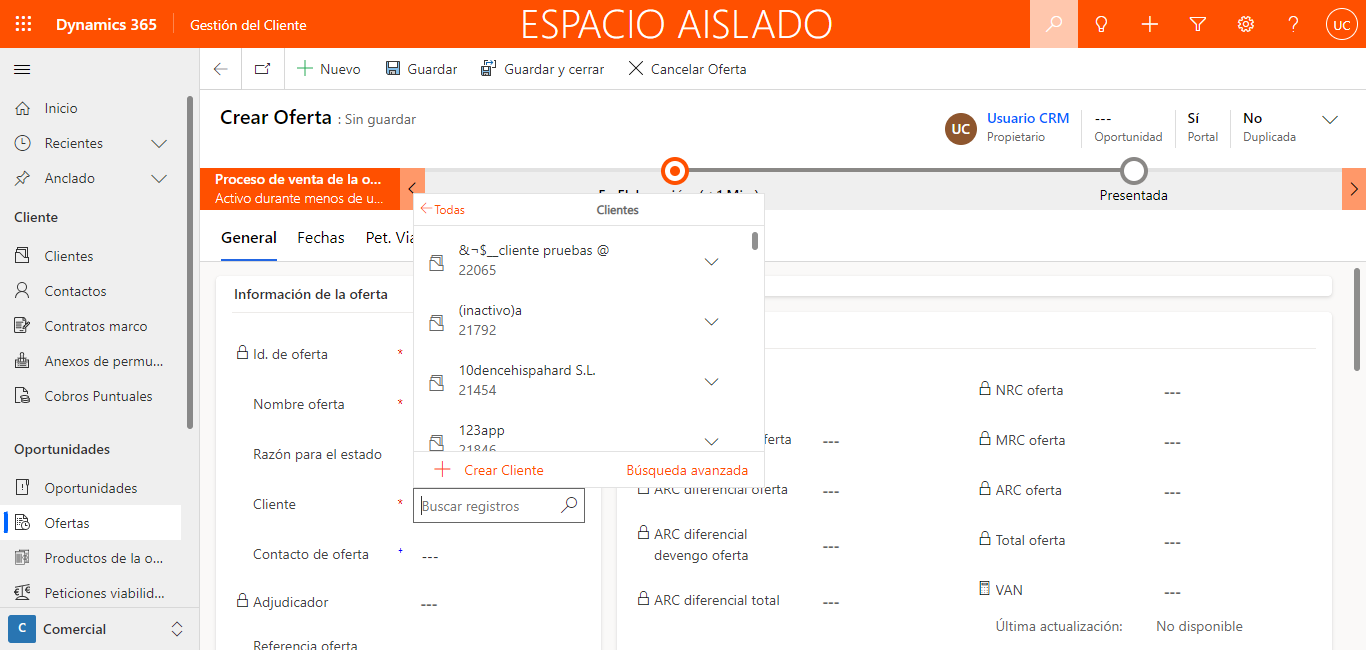 Dynamics 365
Gestión del Cliente
ESPACIO AISLADO
UC
Nuevo
Guardar
Guardar y cerrar
Cancelar Oferta
Inicio
Recientes
Anclado
Cliente
Clientes
Contactos
Contratos marco
Anexos de permu...
Cobros Puntuales
Oportunidades
Oportunidades
Ofertas
Productos de la o...
Peticiones viabilid...
C Comercial
Crear Oferta : Sin guardar
UC
Usuario CRM
Propietario
---
Oportunidad
Sí
Portal
No
Duplicada
Proceso de venta de la o...
Activo durante menos de u...
Presentada
General
Fechas
Pet. Via
Todas
Clientes
&¬$__cliente pruebas @
22065
(inactivo)a
21792
10dencehispahard S.L.
21454
123app
21846
Crear Cliente
Búsqueda avanzada
Información de la oferta
Id. de oferta *
Nombre oferta *
Razón para el estado
Cliente *
Buscar registros
Contacto de oferta + ---
Adjudicador ---
Referencia oferta
ferta ---
ARC diferencial oferta ---
ARC diferencial
devengo oferta ---
ARC diferencial total ---
NRC oferta ---
MRC oferta ---
ARC oferta ---
Total oferta ---
VAN ---
Última actualización: No disponible